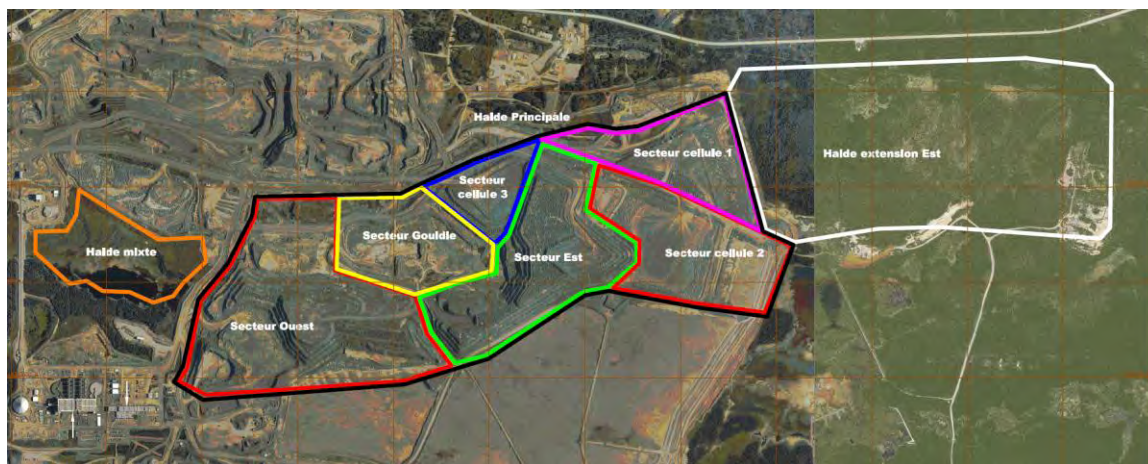 Halde Principale
Secteur cellule 1
Halde extension Est
Secteur
cellule 3
Secteur Gouldie
Halde mixte
Secteur Est
Secteur cellule 2
Secteur Ouest